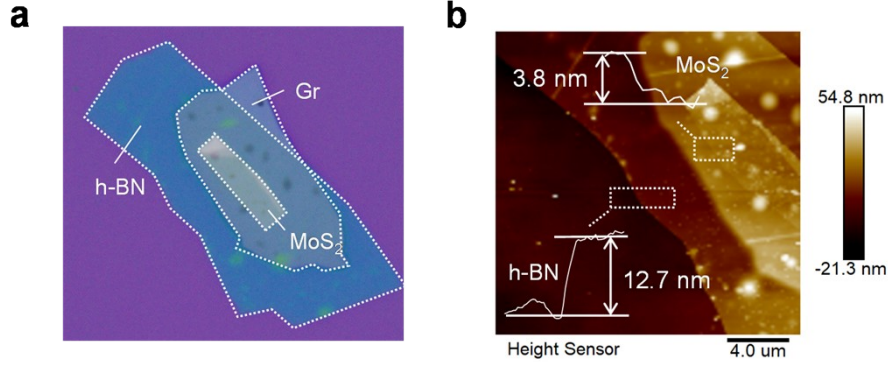 a
Gr
h-BN
MoS₂
b
MoS₂
3.8 nm
h-BN
12.7 nm
54.8 nm
-21.3 nm
Height Sensor
4.0 um